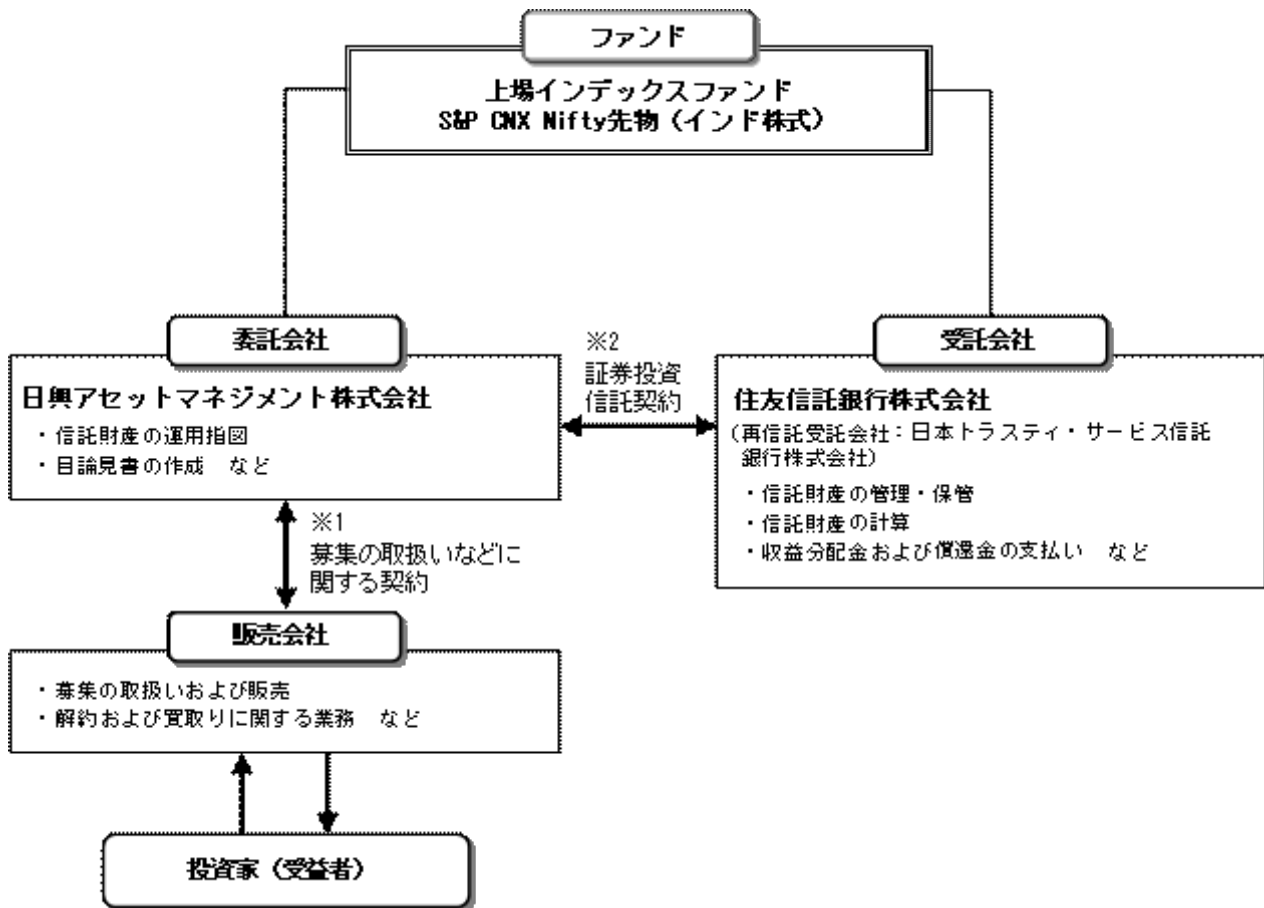 ファンド
上場インデックスファンド
S&P CNX Nifty先物（インド株式）
委託会社
日興アセットマネジメント株式会社
・信託財産の運用指図
・目論見書の作成　など
※2
証券投資
信託契約
受託会社
住友信託銀行株式会社
（再信託受託会社：日本トラスティ・サービス信託
銀行株式会社）
・信託財産の管理・保管
・信託財産の計算
・収益分配金および償還金の支払い　など
※1
募集の取扱いなどに
関する契約
販売会社
・募集の取扱いおよび販売
・解約および買取りに関する業務　など
投資家（受益者）